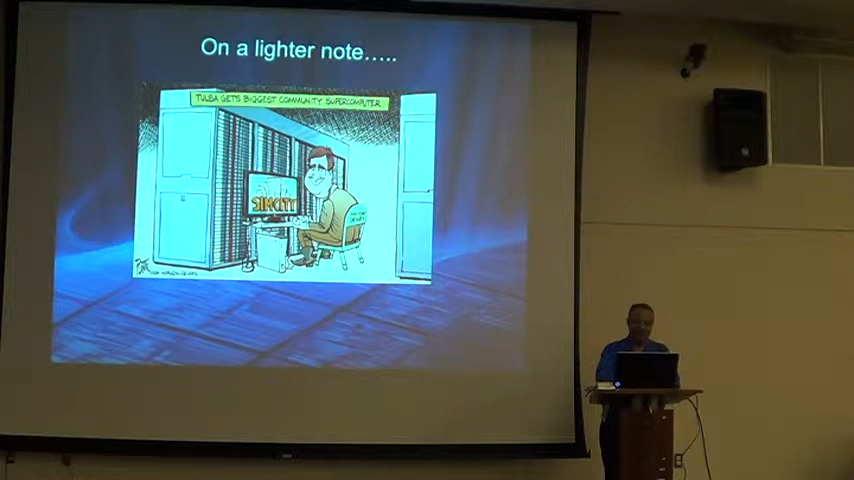 On a lighter note.....
TULSA GETS BIGGEST COMMUNITY SUPERCOMPUTER
SIMCITY